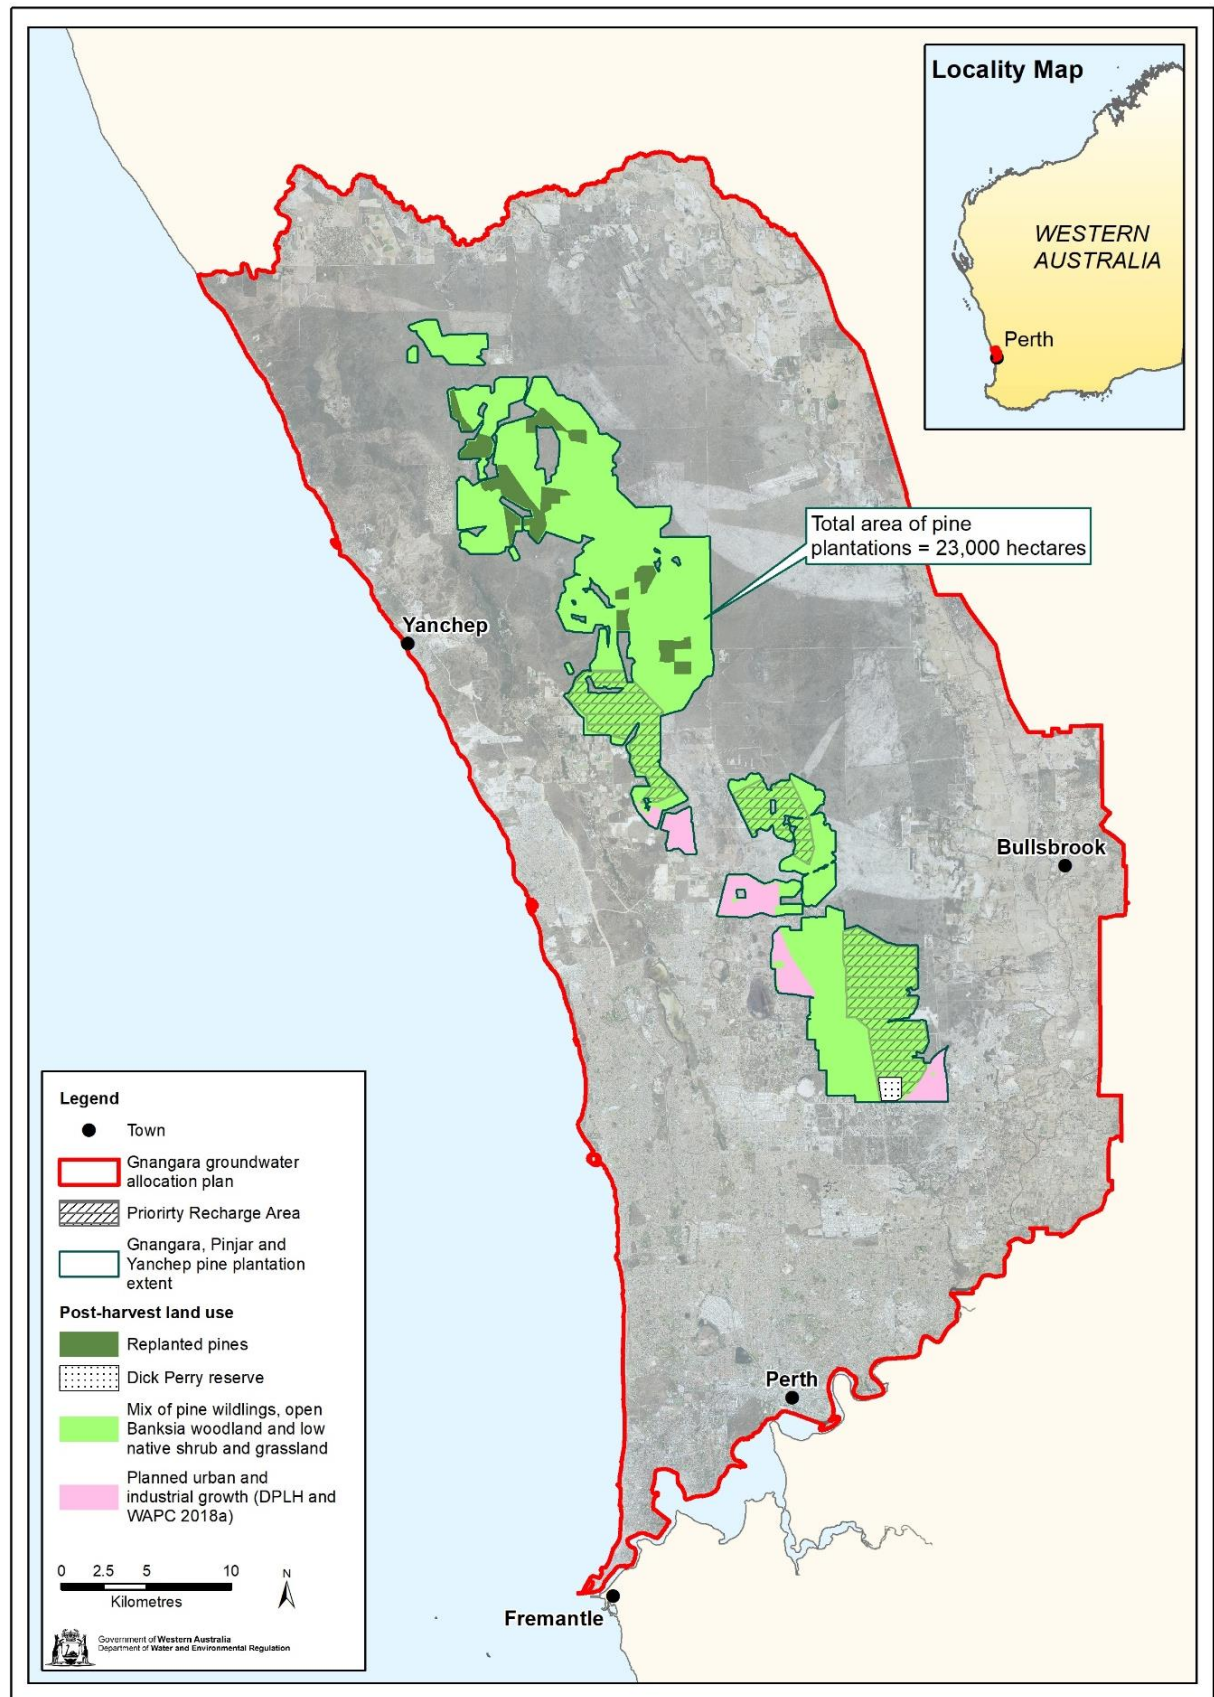 Locality Map
WESTERN
AUSTRALIA
Perth
Total area of pine
plantations = 23,000 hectares
Yanchep
Bullsbrook
Perth
Fremantle
Legend
Town
Gnangara groundwater
allocation plan
Priorirty Recharge Area
Gnangara, Pinjar and
Yanchep pine plantation
extent
Post-harvest land use
Replanted pines
Dick Perry reserve
Mix of pine wildlings, open
Banksia woodland and low
native shrub and grassland
Planned urban and
industrial growth (DPLH and
WAPC 2018a)
0 2.5 5 10
Kilometres
N
Government of Western Australia
Department of Water and Environmental Regulation